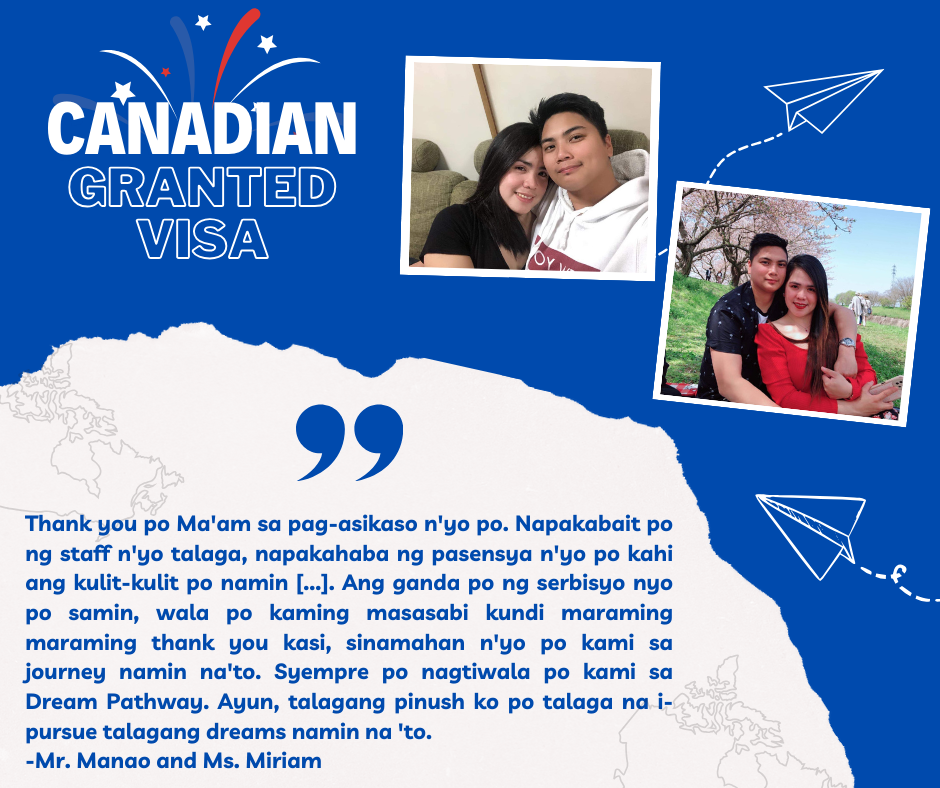 CANADIAN
GRANTED
VISA
OY W
Thank you po Ma'am sa pag-asikaso n'yo po. Napakabait po
ng staff n'yo talaga, napakahaba ng pasensya n'yo po kahi
ang kulit-kulit po namin [...]. Ang ganda po ng serbisyo nyo
po samin, wala po kaming masasabi kundi maraming
maraming thank you kasi, sinamahan n'yo po kami sa
journey namin na'to. Syempre po nagtiwala po kami sa
Dream Pathway. Ayun, talagang pinush ko po talaga na i-
pursue talagang dreams namin na 'to.
-Mr. Manao and Ms. Miriam